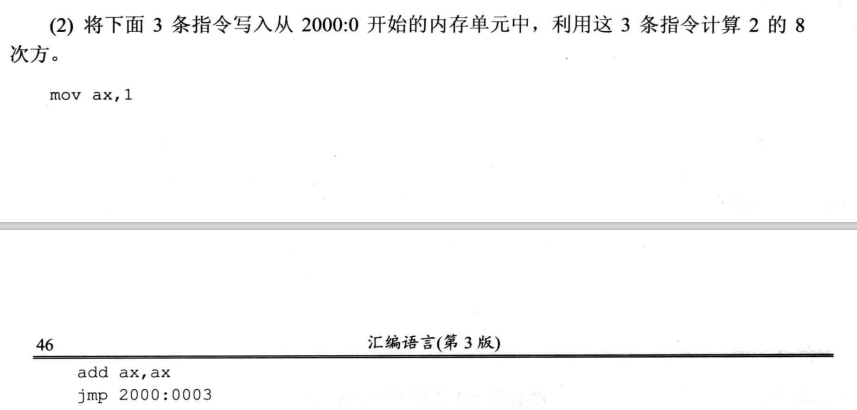 (2) 将下面 3 条指令写入从 2000:0 开始的内存单元中，利用这 3 条指令计算 2 的 8
次方。
mov ax,1
46 汇编语言(第 3 版)
add ax,ax
jmp 2000:0003